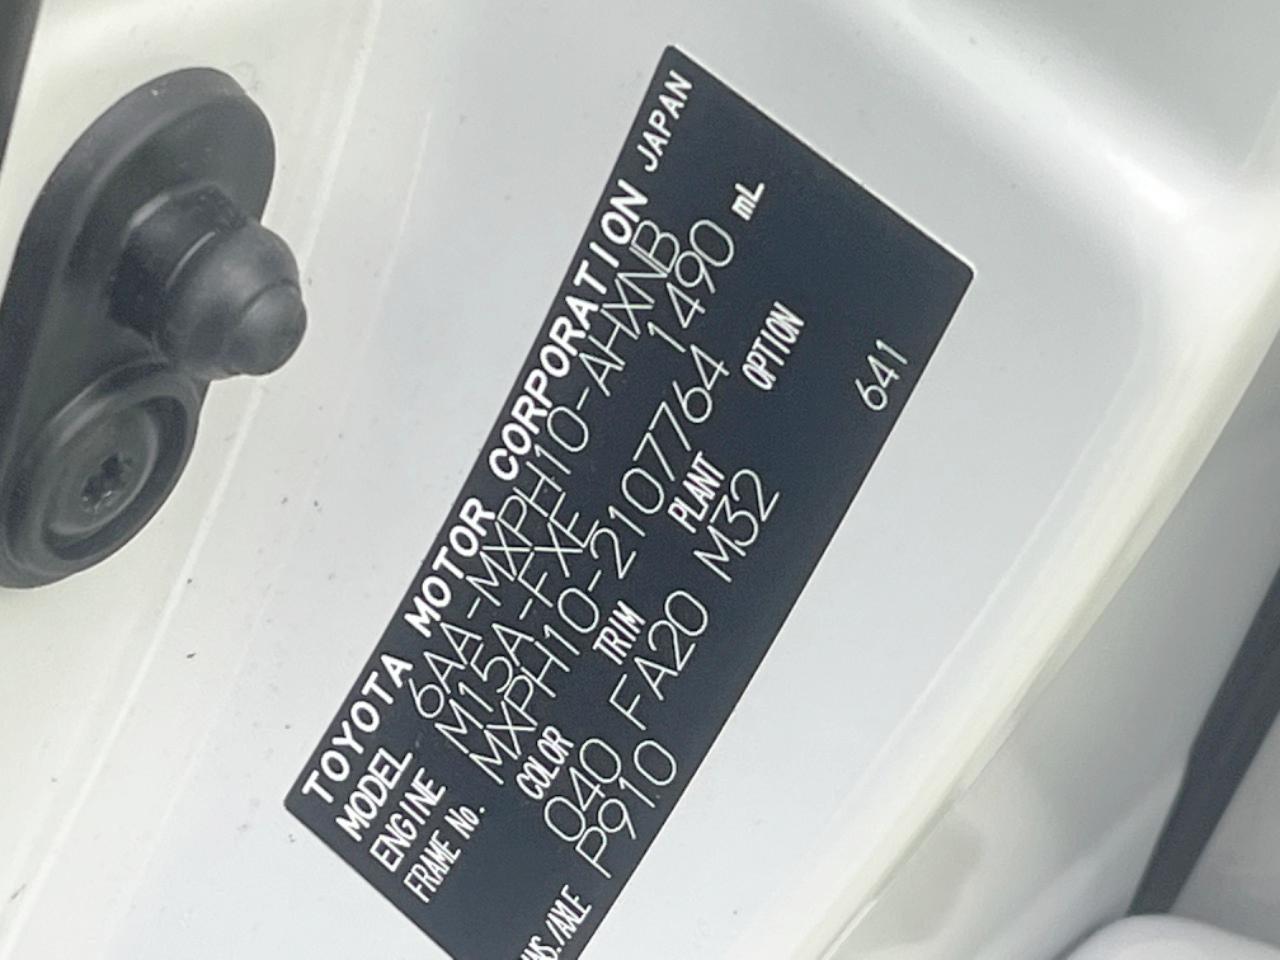 TOYOTA MOTOR CORPORATION JAPAN
MODEL 6AA-MXPH10-AHXNB
ENGINE M15A-FXE 1490 mL
FRAME No. MXPH10-2107764
COLOR TRIM PLANT OPTION
040 FA20 M32
P910 641